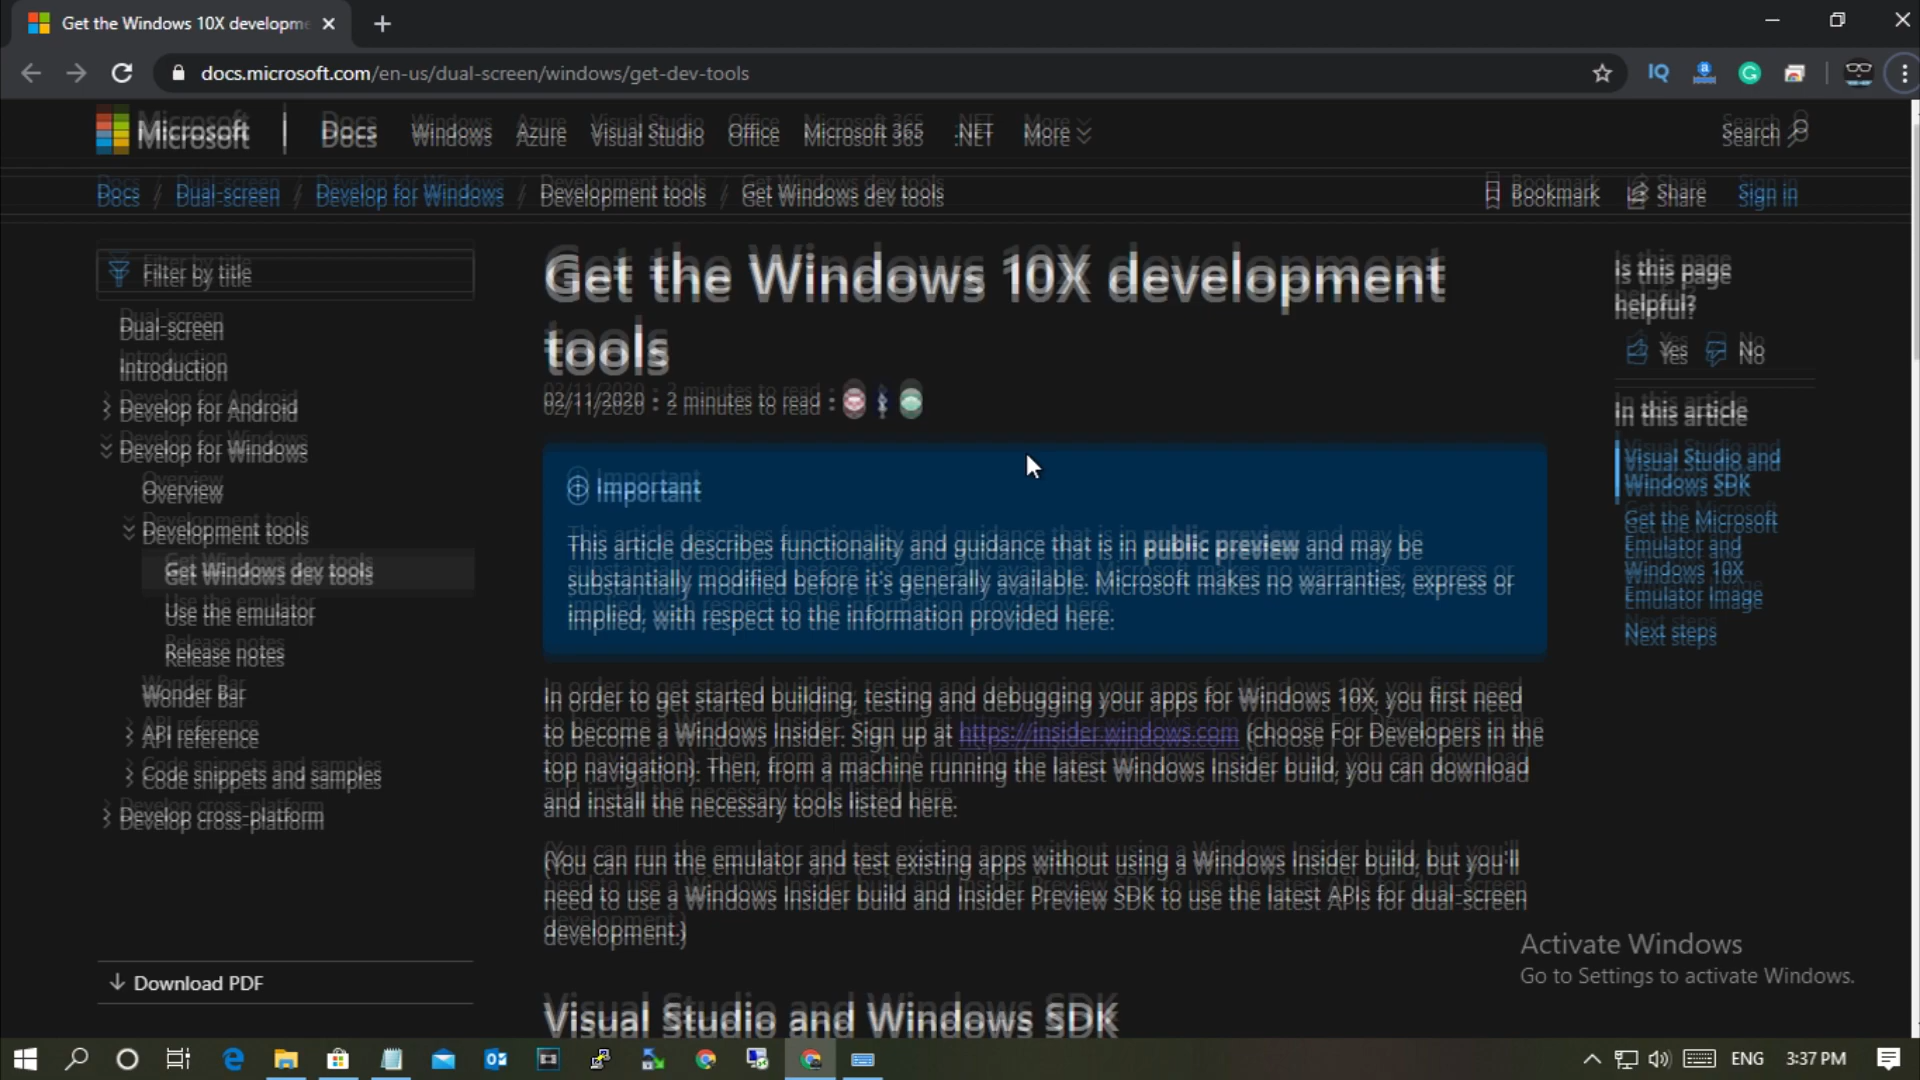 Get the Windows 10X developme
docs.microsoft.com/en-us/dual-screen/windows/get-dev-tools
IQ
Microsoft | Docs Windows Azure Visual Studio Office Microsoft 365 .NET More Search
Docs / Dual-screen / Develop for Windows / Development tools / Get Windows dev tools Bookmark Share Sign in
Filter by title
Dual-screen
Introduction
Develop for Android
Develop for Windows
Overview
Development tools
Get Windows dev tools
Use the emulator
Release notes
Wonder Bar
API reference
Code snippets and samples
Develop cross-platform
Download PDF
Get the Windows 10X development
tools
02/11/2020 • 2 minutes to read •
Important
This article describes functionality and guidance that is in public preview and may be
substantially modified before it's generally available. Microsoft makes no warranties, express or
implied, with respect to the information provided here.
In order to get started building, testing and debugging your apps for Windows 10X, you first need
to become a Windows Insider. Sign up at https://insider.windows.com (choose For Developers in the
top navigation). Then, from a machine running the latest Windows Insider build, you can download
and install the necessary tools listed here.
(You can run the emulator and test existing apps without using a Windows Insider build, but you'll
need to use a Windows Insider build and Insider Preview SDK to use the latest APIs for dual-screen
development.)
Visual Studio and Windows SDK
Is this page
helpful?
Yes No
In this article
Visual Studio and
Windows SDK
Get the Microsoft
Emulator and
Windows 10X
Emulator Image
Next steps
Activate Windows
Go to Settings to activate Windows.
ENG 3:37 PM